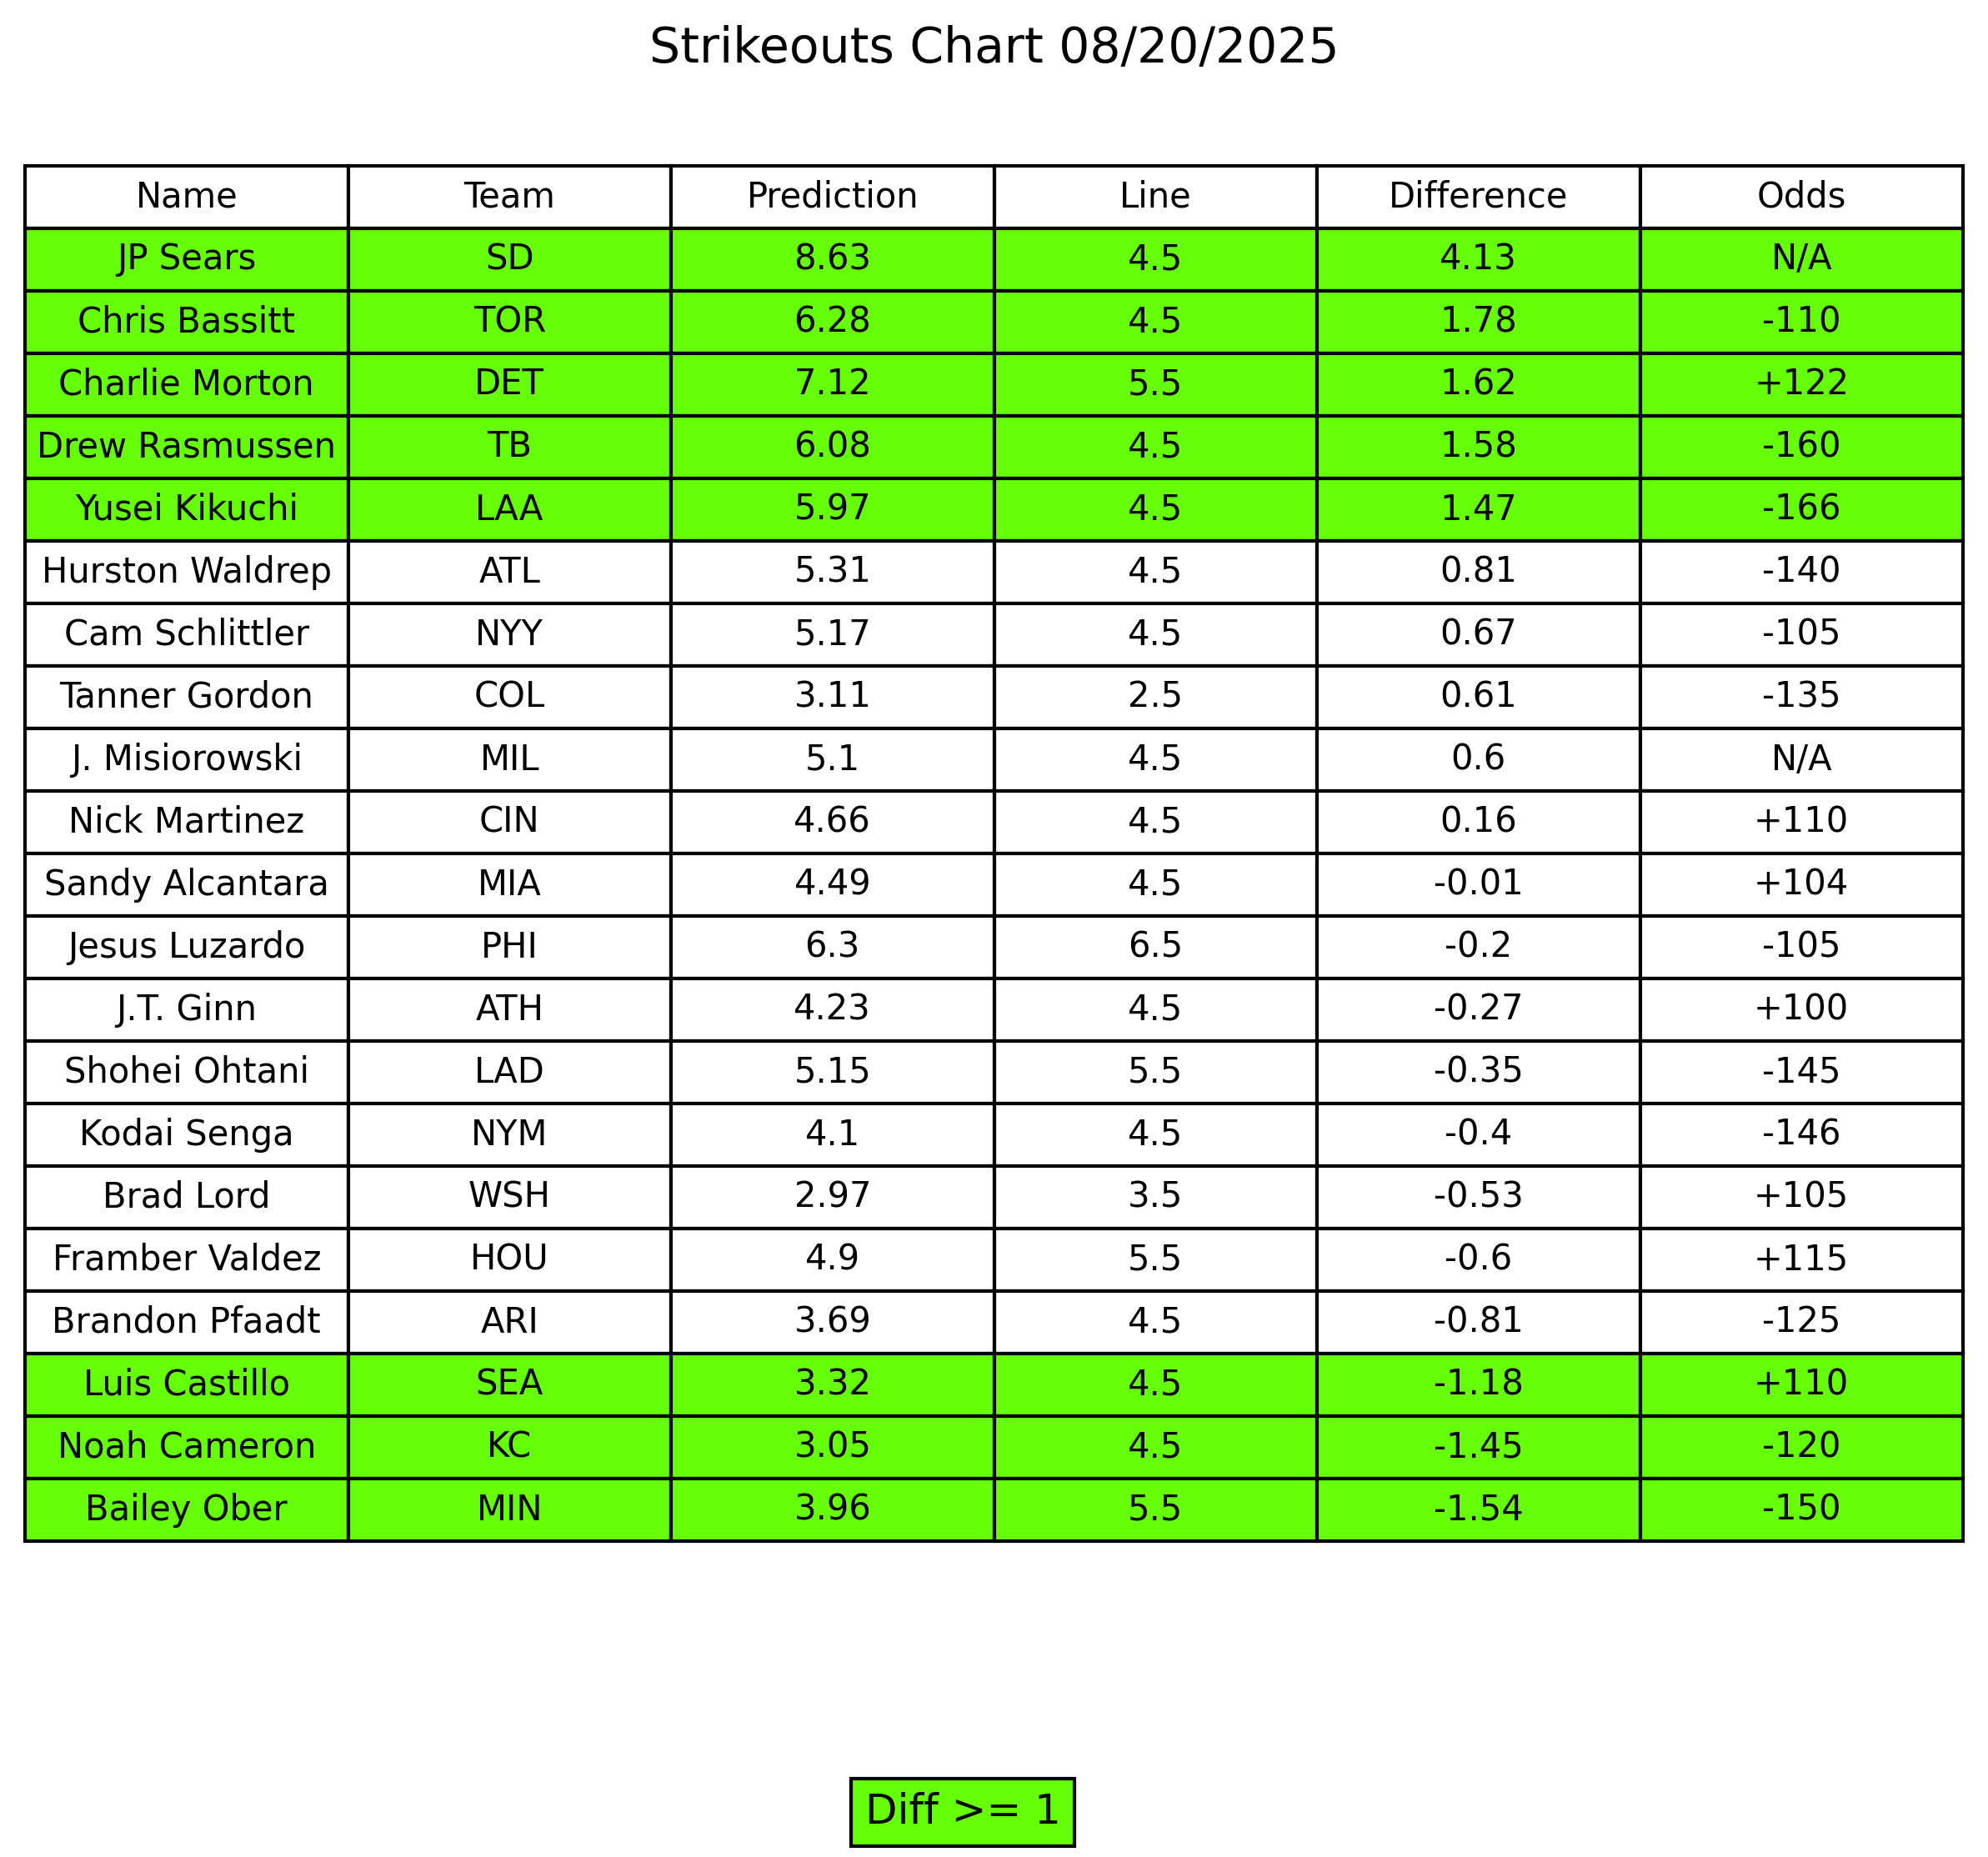 Strikeouts Chart 08/20/2025
Name Team Prediction Line Difference Odds
JP Sears SD 8.63 4.5 4.13 N/A
Chris Bassitt TOR 6.28 4.5 1.78 -110
Charlie Morton DET 7.12 5.5 1.62 +122
Drew Rasmussen TB 6.08 4.5 1.58 -160
Yusei Kikuchi LAA 5.97 4.5 1.47 -166
Hurston Waldrep ATL 5.31 4.5 0.81 -140
Cam Schlittler NYY 5.17 4.5 0.67 -105
Tanner Gordon COL 3.11 2.5 0.61 -135
J. Misiorowski MIL 5.1 4.5 0.6 N/A
Nick Martinez CIN 4.66 4.5 0.16 +110
Sandy Alcantara MIA 4.49 4.5 -0.01 +104
Jesus Luzardo PHI 6.3 6.5 -0.2 -105
J.T. Ginn ATH 4.23 4.5 -0.27 +100
Shohei Ohtani LAD 5.15 5.5 -0.35 -145
Kodai Senga NYM 4.1 4.5 -0.4 -146
Brad Lord WSH 2.97 3.5 -0.53 +105
Framber Valdez HOU 4.9 5.5 -0.6 +115
Brandon Pfaadt ARI 3.69 4.5 -0.81 -125
Luis Castillo SEA 3.32 4.5 -1.18 +110
Noah Cameron KC 3.05 4.5 -1.45 -120
Bailey Ober MIN 3.96 5.5 -1.54 -150
Diff >= 1